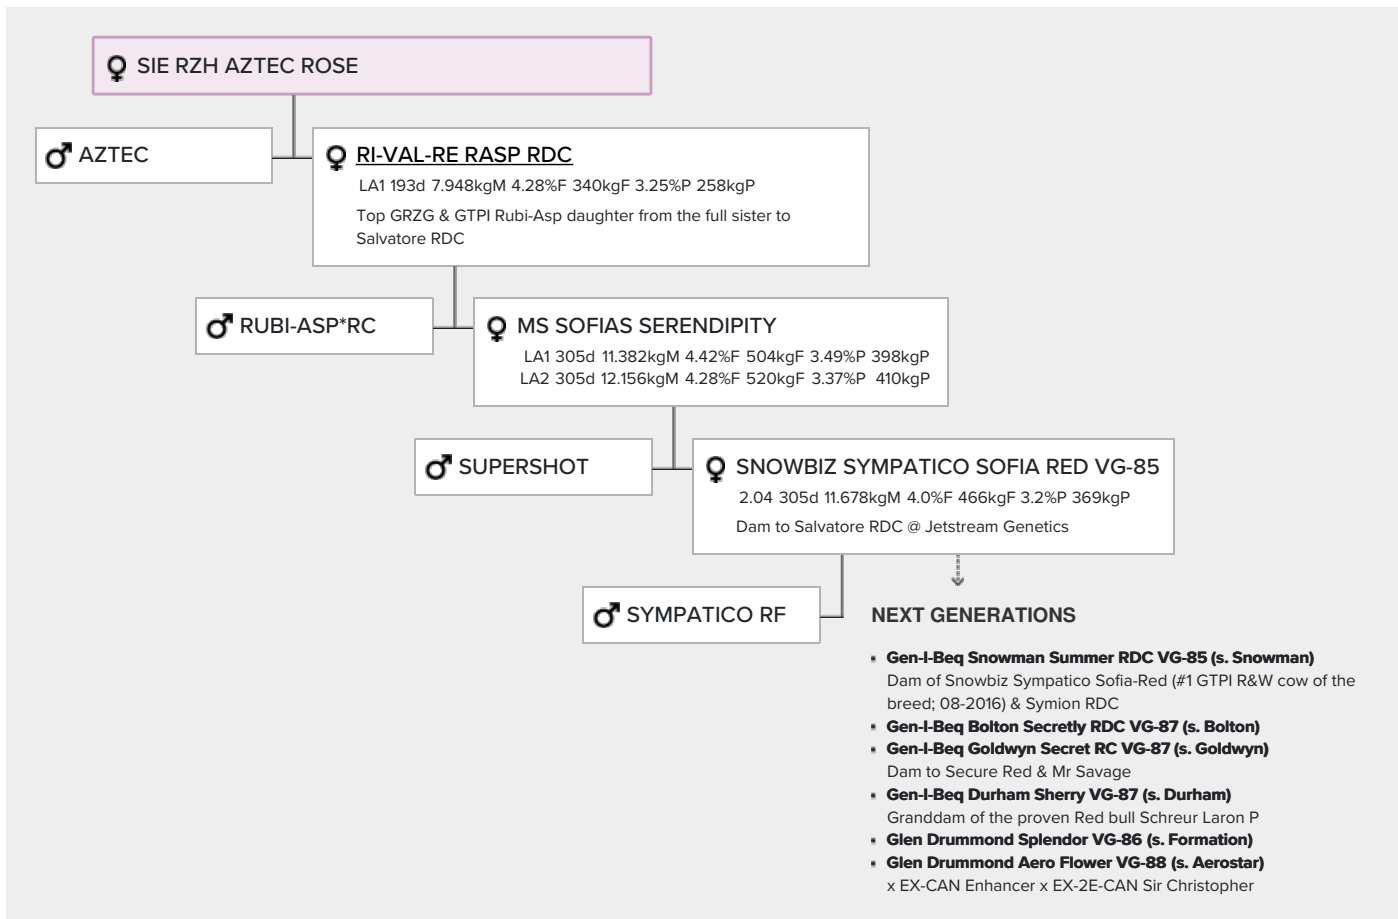 SIE RZH AZTEC ROSE
AZTEC
RI-VAL-RE RASP RDC
LA1 193d 7.948kgM 4.28%F 340kgF 3.25%P 258kgP
Top GRZG & GTPI Rubi-Asp daughter from the full sister to
Salvatore RDC
RUBI-ASP*RC
MS SOFIAS SERENDIPITY
LA1 305d 11.382kgM 4.42%F 504kgF 3.49%P 398kgP
LA2 305d 12.156kgM 4.28%F 520kgF 3.37%P 410kgP
SUPERSHOT
SNOWBIZ SYMPATICO SOFIA RED VG-85
2.04 305d 11.678kgM 4.0%F 466kgF 3.2%P 369kgP
Dam to Salvatore RDC @ Jetstream Genetics
SYMPATICO RF
NEXT GENERATIONS
Gen-I-Beq Snowman Summer RDC VG-85 (s. Snowman)
Dam of Snowbiz Sympatico Sofia-Red (#1 GTPI R&W cow of the
breed; 08-2016) & Symion RDC
Gen-I-Beq Bolton Secretly RDC VG-87 (s. Bolton)
Gen-I-Beq Goldwyn Secret RC VG-87 (s. Goldwyn)
Dam to Secure Red & Mr Savage
Gen-I-Beq Durham Sherry VG-87 (s. Durham)
Granddam of the proven Red bull Schreur Laron P
Glen Drummond Splendor VG-86 (s. Formation)
Glen Drummond Aero Flower VG-88 (s. Aerostar)
x EX-CAN Enhancer x EX-2E-CAN Sir Christopher